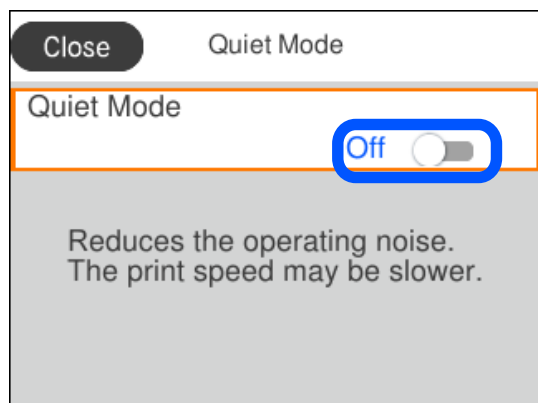 Close Quiet Mode
Quiet Mode
Off
Reduces the operating noise.
The print speed may be slower.